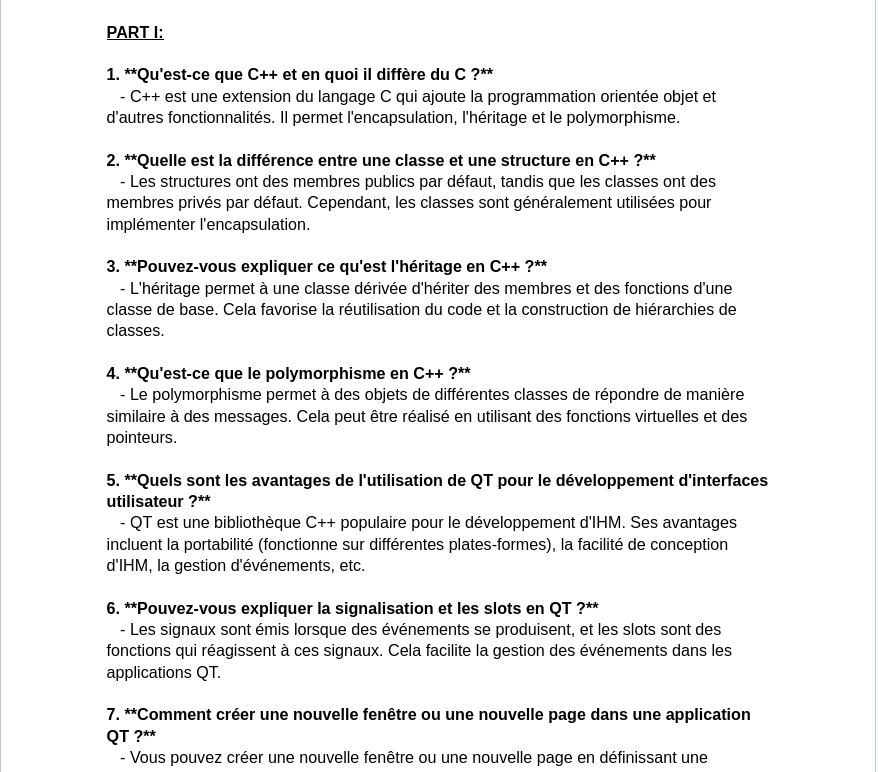 PART I:
1. **Qu'est-ce que C++ et en quoi il diffère du C ?**
- C++ est une extension du langage C qui ajoute la programmation orientée objet et
d'autres fonctionnalités. Il permet l'encapsulation, l'héritage et le polymorphisme.
2. **Quelle est la différence entre une classe et une structure en C++ ?**
- Les structures ont des membres publics par défaut, tandis que les classes ont des
membres privés par défaut. Cependant, les classes sont généralement utilisées pour
implémenter l'encapsulation.
3. **Pouvez-vous expliquer ce qu'est l'héritage en C++ ?**
- L'héritage permet à une classe dérivée d'hériter des membres et des fonctions d'une
classe de base. Cela favorise la réutilisation du code et la construction de hiérarchies de
classes.
4. **Qu'est-ce que le polymorphisme en C++ ?**
- Le polymorphisme permet à des objets de différentes classes de répondre de manière
similaire à des messages. Cela peut être réalisé en utilisant des fonctions virtuelles et des
pointeurs.
5. **Quels sont les avantages de l'utilisation de QT pour le développement d'interfaces
utilisateur ?**
- QT est une bibliothèque C++ populaire pour le développement d'IHM. Ses avantages
incluent la portabilité (fonctionne sur différentes plates-formes), la facilité de conception
d'IHM, la gestion d'événements, etc.
6. **Pouvez-vous expliquer la signalisation et les slots en QT ?**
- Les signaux sont émis lorsque des événements se produisent, et les slots sont des
fonctions qui réagissent à ces signaux. Cela facilite la gestion des événements dans les
applications QT.
7. **Comment créer une nouvelle fenêtre ou une nouvelle page dans une application
QT ?**
- Vous pouvez créer une nouvelle fenêtre ou une nouvelle page en définissant une